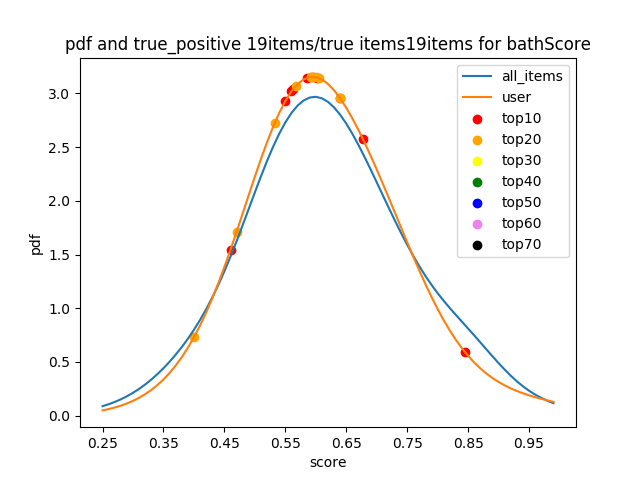 pdf and true_positive 19items/true items19items for bathScore
all_items
user
top10
top20
top30
top40
top50
top60
top70
pdf
3.0
2.5
2.0
1.5
1.0
0.5
0.0
0.25 0.35 0.45 0.55 0.65 0.75 0.85 0.95
score